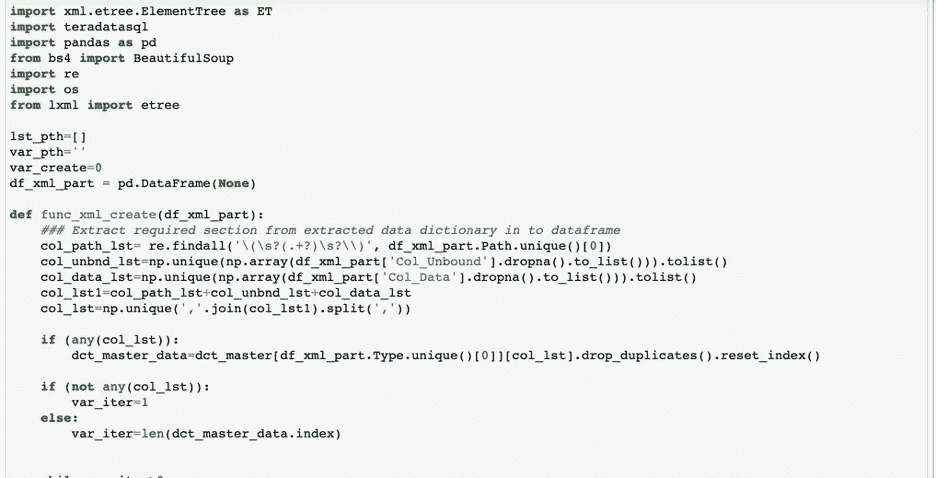 import xml.etree.ElementTree as ET
import teradatasql
import pandas as pd
from bs4 import BeautifulSoup
import re
import os
from lxml import etree
lst_pth=[]
var_pth=''
var_create=0
df_xml_part = pd.DataFrame(None)
def func_xml_create(df_xml_part):
    ### Extract required section from extracted data dictionary in to dataframe
    col_path_lst= re.findall('\(\s?(.+?)\s?\\)', df_xml_part.Path.unique()[0])
    col_unbnd_lst=np.unique(np.array(df_xml_part['Col_Unbound'].dropna().to_list())).tolist()
    col_data_lst=np.unique(np.array(df_xml_part['Col_Data'].dropna().to_list())).tolist()
    col_lst1=col_path_lst+col_unbnd_lst+col_data_lst
    col_lst=np.unique(','.join(col_lst1).split(','))
    if (any(col_lst)):
        dct_master_data=dct_master[df_xml_part.Type.unique()[0]][col_lst].drop_duplicates().reset_index()
    if (not any(col_lst)):
        var_iter=1
    else:
        var_iter=len(dct_master_data.index)